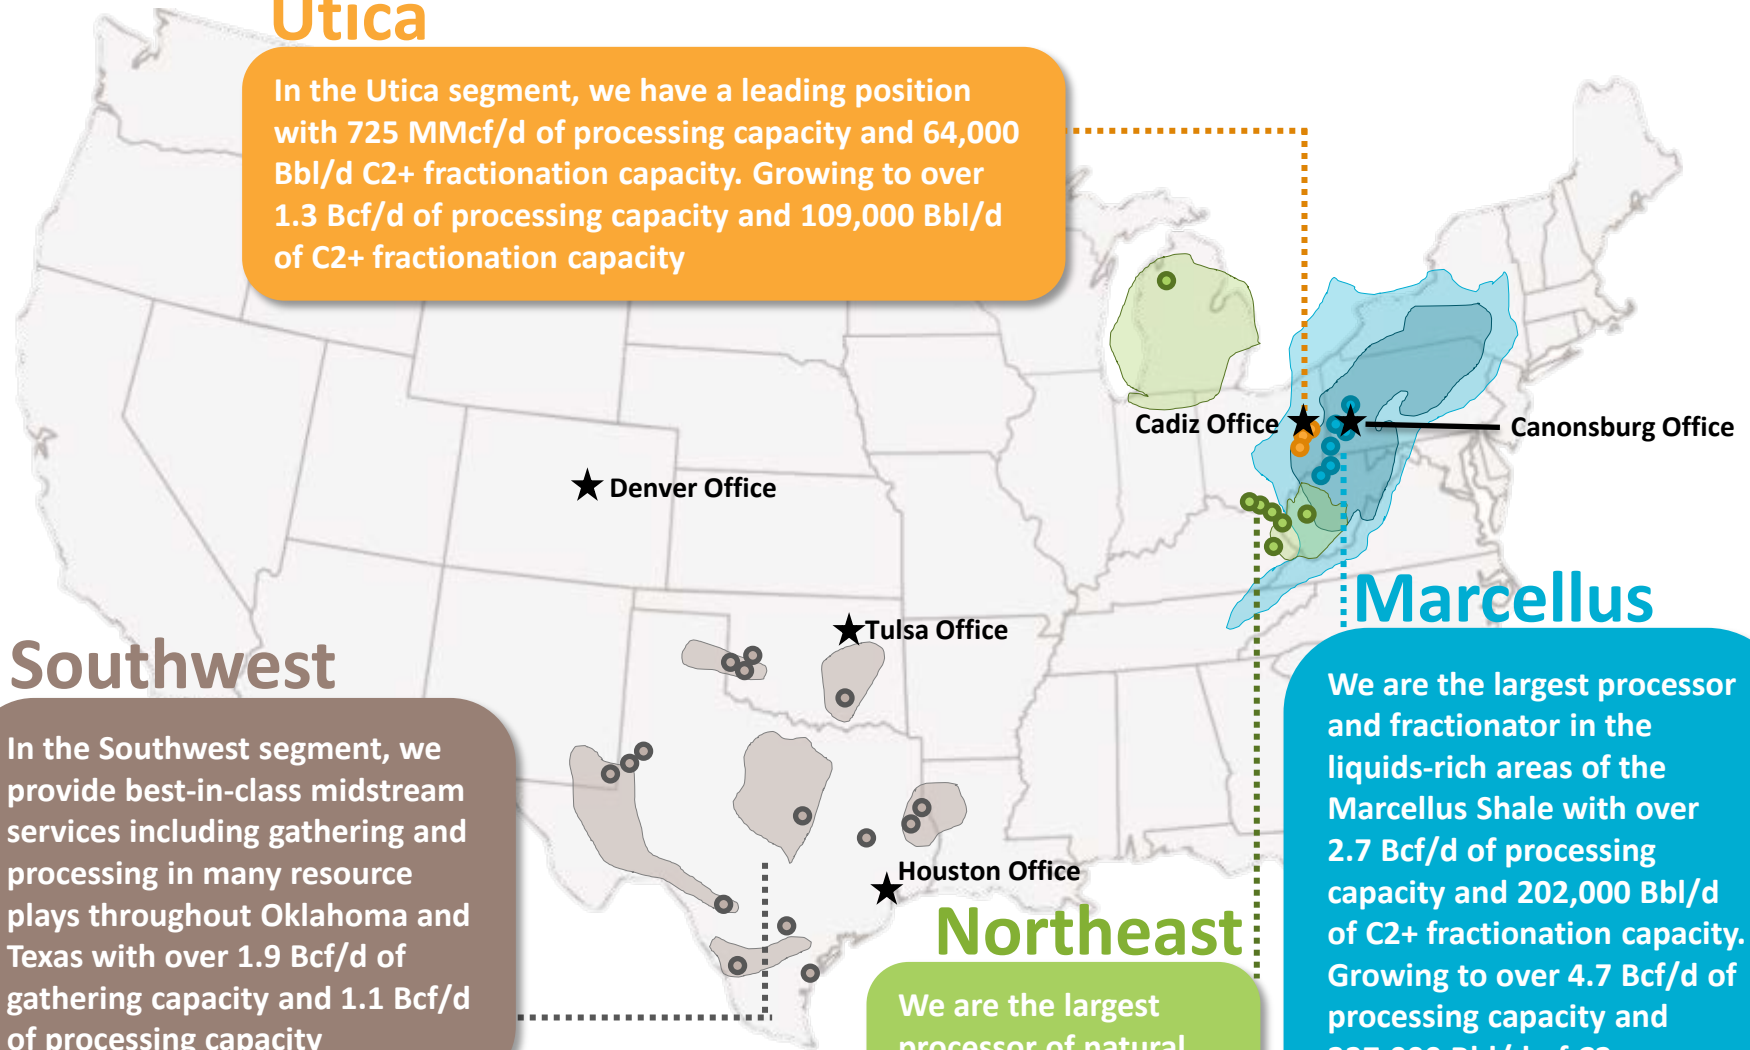 Utica
In the Utica segment, we have a leading position
with 725 MMcf/d of processing capacity and 64,000
Bbl/d C2+ fractionation capacity. Growing to over
1.3 Bcf/d of processing capacity and 109,000 Bbl/d
of C2+ fractionation capacity
Cadiz Office
Canonsburg Office
Denver Office
Tulsa Office
Houston Office
Southwest
In the Southwest segment, we
provide best-in-class midstream
services including gathering and
processing in many resource
plays throughout Oklahoma and
Texas with over 1.9 Bcf/d of
gathering capacity and 1.1 Bcf/d
of processing capacity
Northeast
We are the largest
processor of natural
Marcellus
We are the largest processor
and fractionator in the
liquids-rich areas of the
Marcellus Shale with over
2.7 Bcf/d of processing
capacity and 202,000 Bbl/d
of C2+ fractionation capacity.
Growing to over 4.7 Bcf/d of
processing capacity and